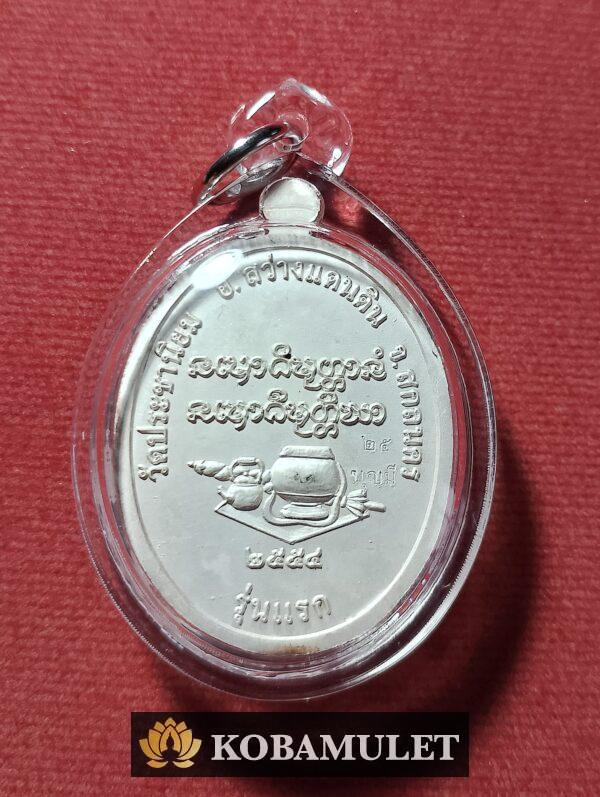 วัดประชานิยม อ.สว่างแดนดิน จ.สกลนคร
๒๕
บุญมี
๒๕๕๔
รุ่นแรก
KOBAMULET